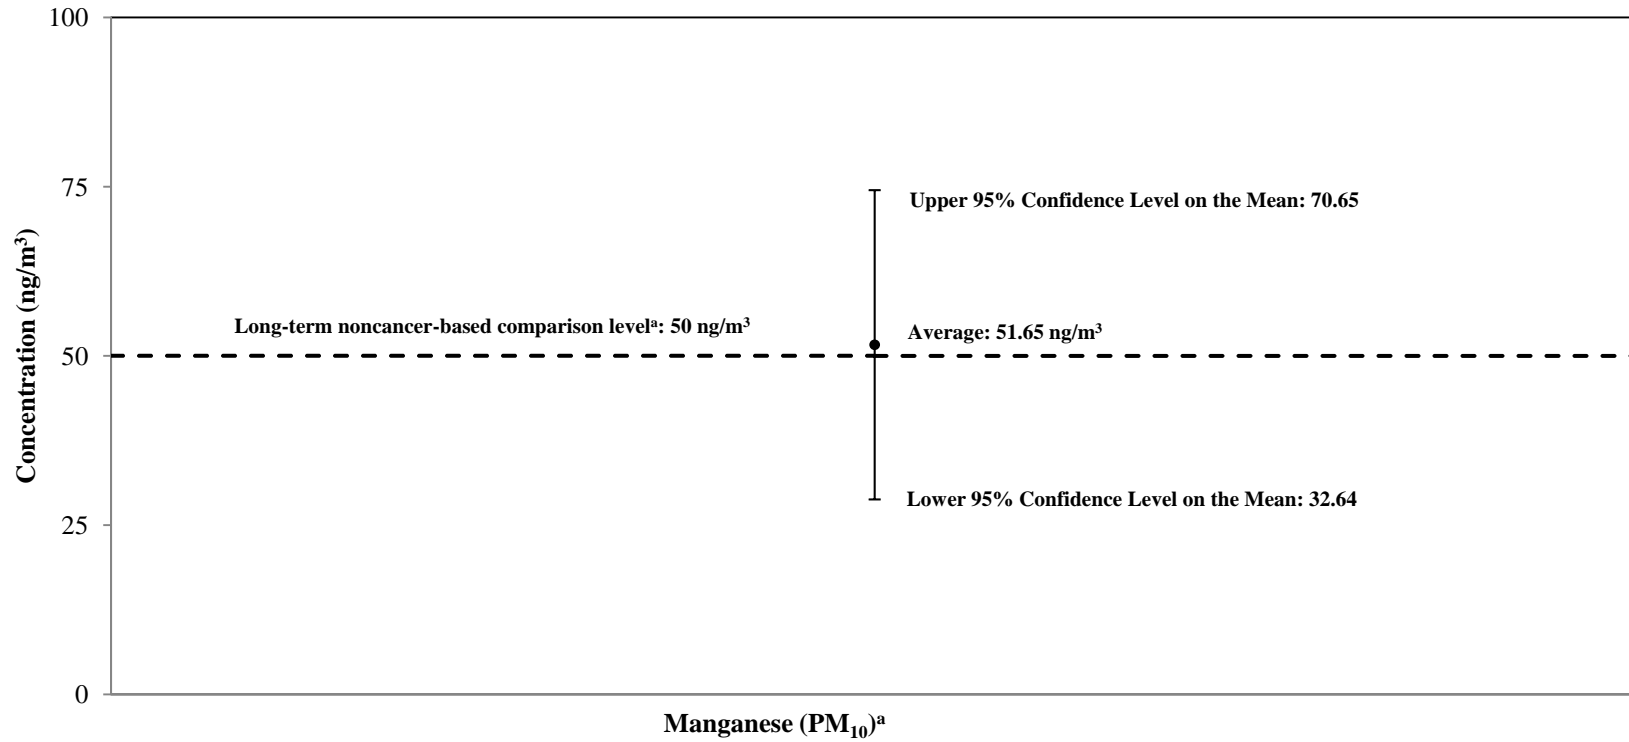 100
75
50
25
0
Concentration (ng/m³)
Upper 95% Confidence Level on the Mean: 70.65
Long-term noncancer-based comparison levelᵃ: 50 ng/m³
Average: 51.65 ng/m³
Lower 95% Confidence Level on the Mean: 32.64
Manganese (PM₁₀)ᵃ